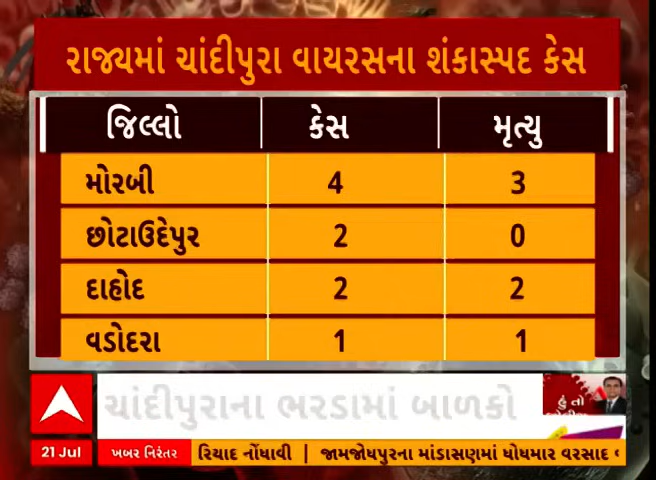 રાજ્યમાં ચાંદીપુરા વાયરસના શંકાસ્પદ કેસ
જિલ્લો કેસ મૃત્યુ
મોરબી 4 3
છોટાઉદેપુર 2 0
દાહોદ 2 2
વડોદરા 1 1
ચાંદીપુરાના ભરડામાં બાળકો
હું તો
21 Jul ખબર નિરંતર રિયાદ નોંધાવી | જામજોધપુરના માંડાસણમાં ધોધમાર વરસાદ